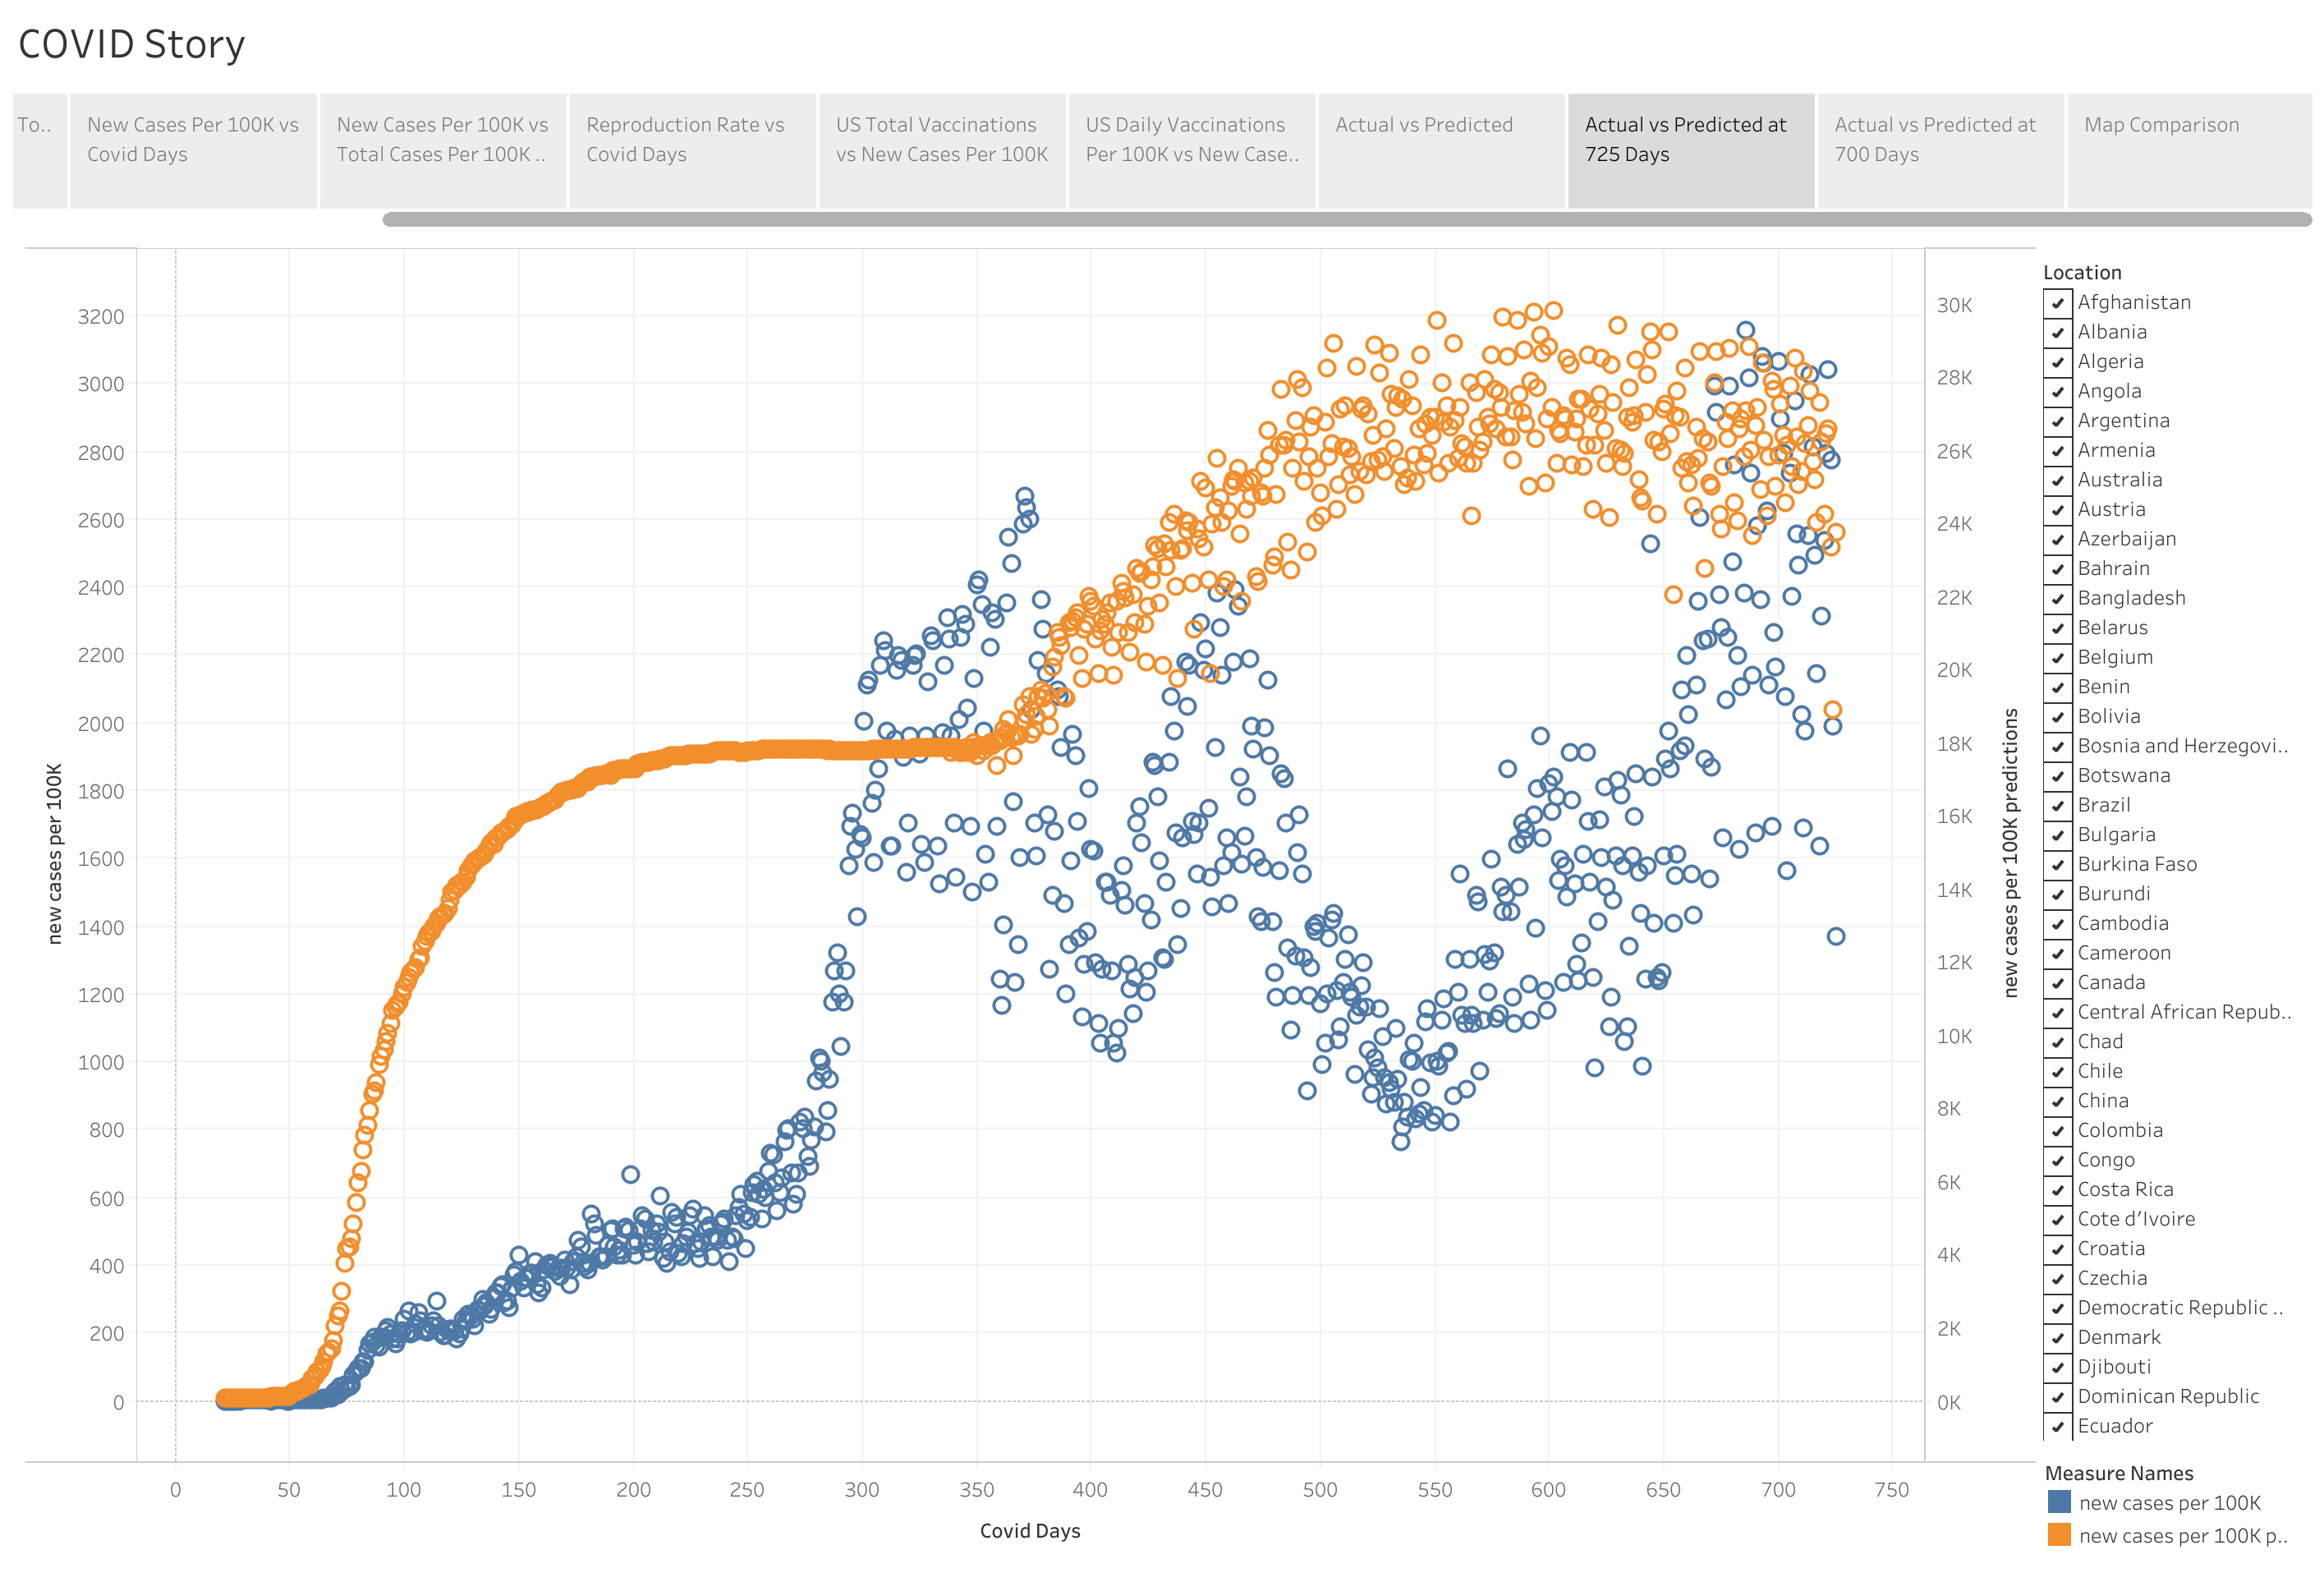 COVID Story
To..
New Cases Per 100K vs
Covid Days
New Cases Per 100K vs
Total Cases Per 100K ..
Reproduction Rate vs
Covid Days
US Total Vaccinations
vs New Cases Per 100K
US Daily Vaccinations
Per 100K vs New Case..
Actual vs Predicted
Actual vs Predicted at
725 Days
Actual vs Predicted at
700 Days
Map Comparison
new cases per 100K
3200
3000
2800
2600
2400
2200
2000
1800
1600
1400
1200
1000
800
600
400
200
0
0
50
100
150
200
250
300
350
400
450
500
550
600
650
700
750
Covid Days
30K
28K
26K
24K
22K
20K
18K
16K
14K
12K
10K
8K
6K
4K
2K
0K
new cases per 100K predictions
Location
Afghanistan
Albania
Algeria
Angola
Argentina
Armenia
Australia
Austria
Azerbaijan
Bahrain
Bangladesh
Belarus
Belgium
Benin
Bolivia
Bosnia and Herzegovi..
Botswana
Brazil
Bulgaria
Burkina Faso
Burundi
Cambodia
Cameroon
Canada
Central African Repub..
Chad
Chile
China
Colombia
Congo
Costa Rica
Cote d’Ivoire
Croatia
Czechia
Democratic Republic ..
Denmark
Djibouti
Dominican Republic
Ecuador
Measure Names
new cases per 100K
new cases per 100K p..